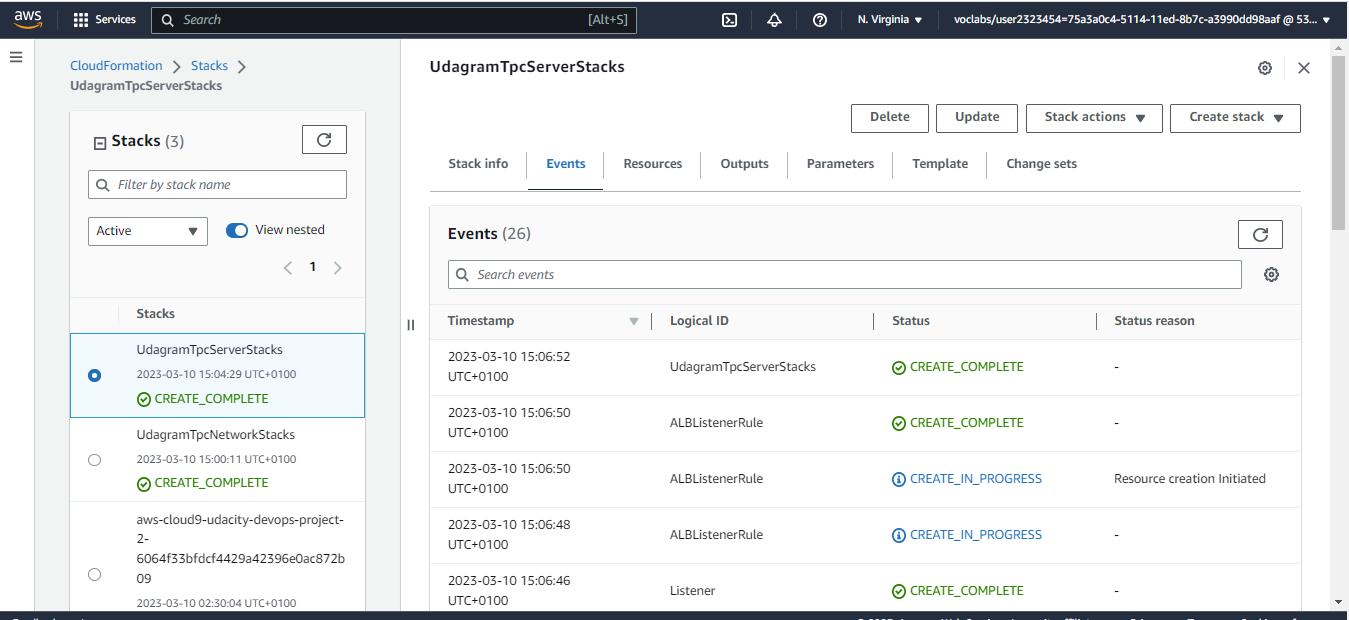 aws
Services
Search
[Alt+S]
N. Virginia
voclabs/user2323454=75a3a0c4-5114-11ed-8b7c-a3990dd98aaf @ 53...
CloudFormation
Stacks
UdagramTpcServerStacks
Stacks (3)
Filter by stack name
Active
View nested
1
Stacks
UdagramTpcServerStacks
2023-03-10 15:04:29 UTC+0100
CREATE_COMPLETE
UdagramTpcNetworkStacks
2023-03-10 15:00:11 UTC+0100
CREATE_COMPLETE
aws-cloud9-udacity-devops-project-
2-
6064f33bfdcf4429a42396e0ac872b
09
2023-03-10 02:30:04 UTC+0100
UdagramTpcServerStacks
Delete
Update
Stack actions
Create stack
Stack info
Events
Resources
Outputs
Parameters
Template
Change sets
Events (26)
Search events
Timestamp
Logical ID
Status
Status reason
2023-03-10 15:06:52
UTC+0100
UdagramTpcServerStacks
CREATE_COMPLETE
-
2023-03-10 15:06:50
UTC+0100
ALBListenerRule
CREATE_COMPLETE
-
2023-03-10 15:06:50
UTC+0100
ALBListenerRule
CREATE_IN_PROGRESS
Resource creation Initiated
2023-03-10 15:06:48
UTC+0100
ALBListenerRule
CREATE_IN_PROGRESS
-
2023-03-10 15:06:46
UTC+0100
Listener
CREATE_COMPLETE
-